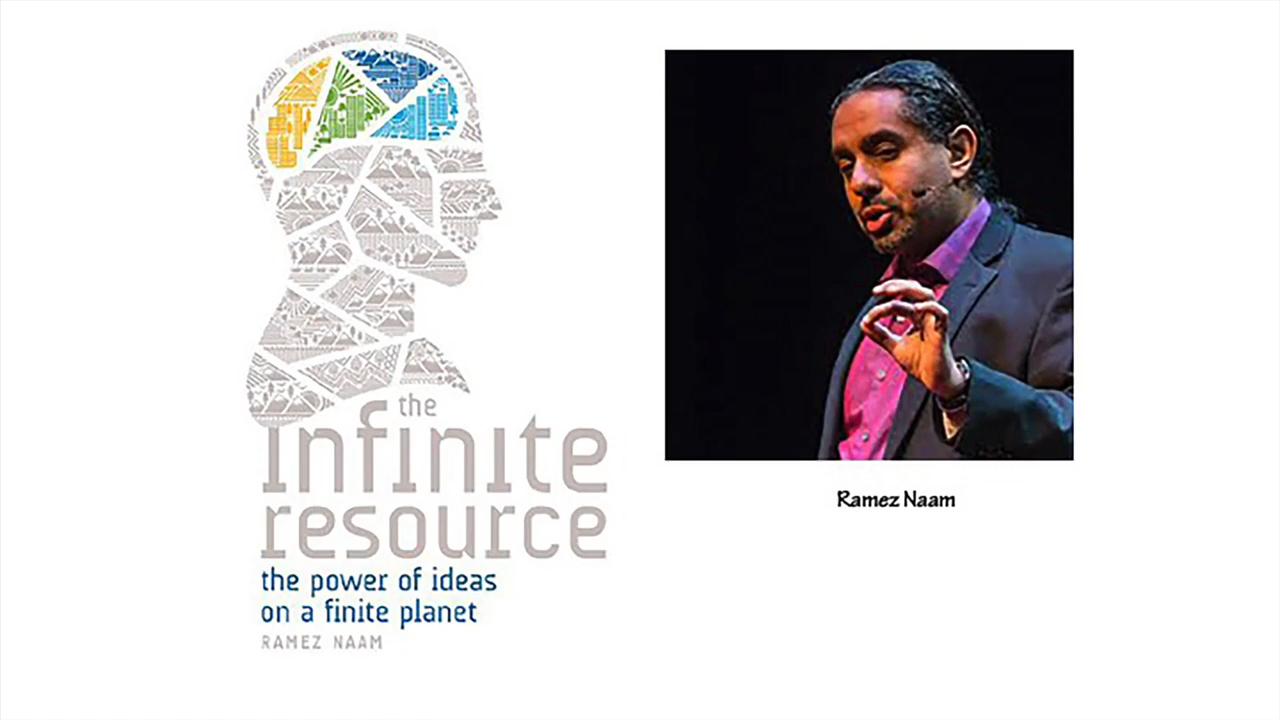 the
infinite
resource
the power of ideas
on a finite planet
RAMEZ NAAM
Ramez Naam